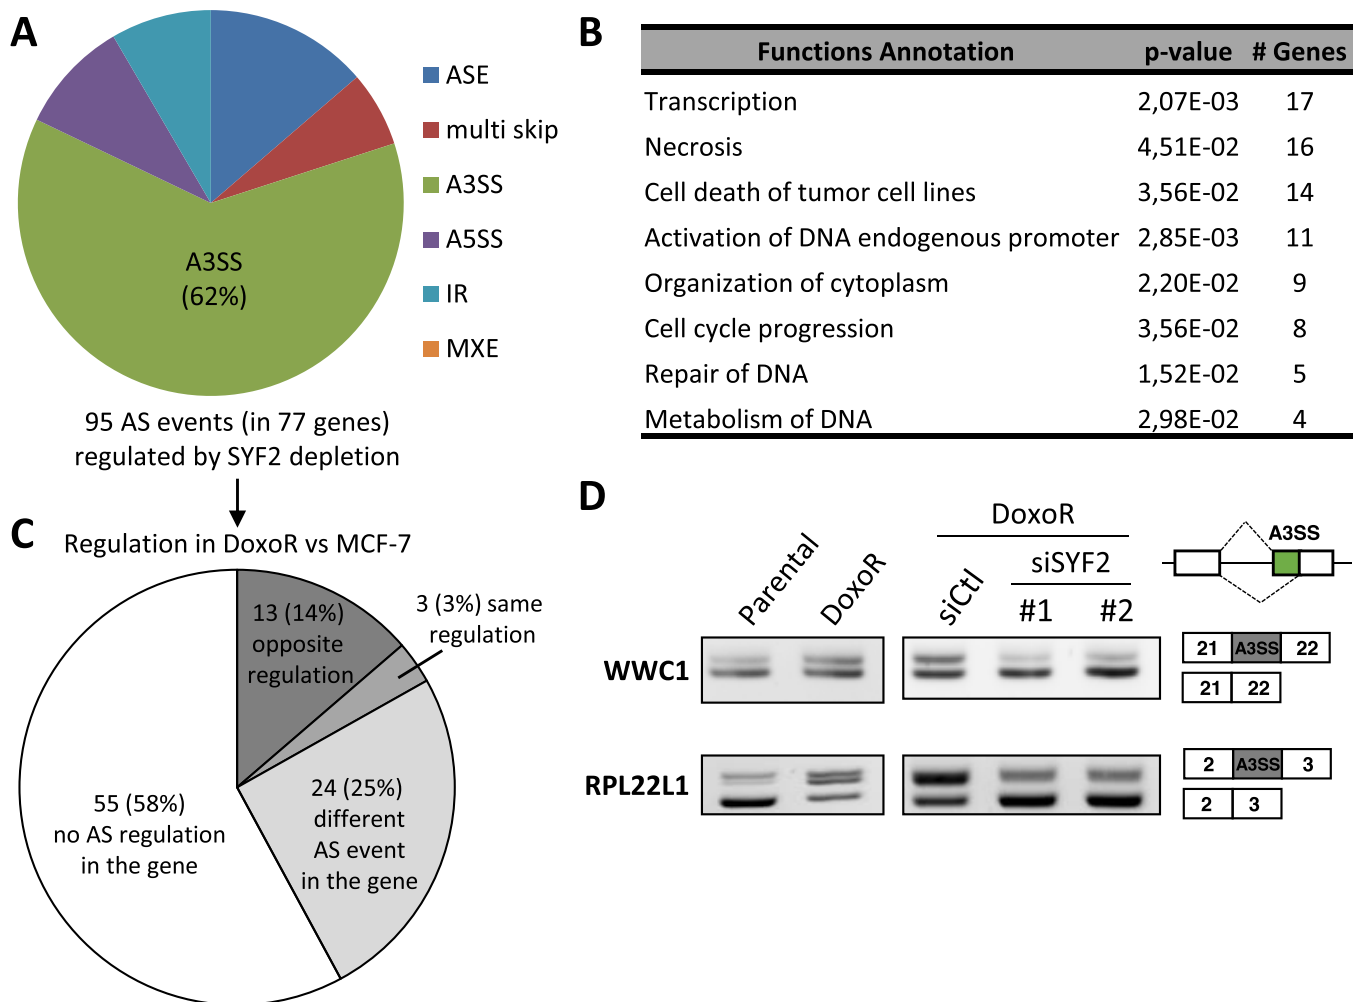 A
ASE
multi skip
A3SS
A5SS
IR
MXE
A3SS
(62%)
95 AS events (in 77 genes)
regulated by SYF2 depletion
B
Functions Annotation p-value # Genes
Transcription 2,07E-03 17
Necrosis 4,51E-02 16
Cell death of tumor cell lines 3,56E-02 14
Activation of DNA endogenous promoter 2,85E-03 11
Organization of cytoplasm 2,20E-02 9
Cell cycle progression 3,56E-02 8
Repair of DNA 1,52E-02 5
Metabolism of DNA 2,98E-02 4
C
Regulation in DoxoR vs MCF-7
13 (14%)
opposite
regulation
3 (3%) same
regulation
24 (25%)
different
AS event
in the gene
55 (58%)
no AS regulation
in the gene
D
Parental
DoxoR
DoxoR
siCtl
siSYF2
#1 #2
A3SS
WWC1
21 A3SS 22
21 22
RPL22L1
2 A3SS 3
2 3